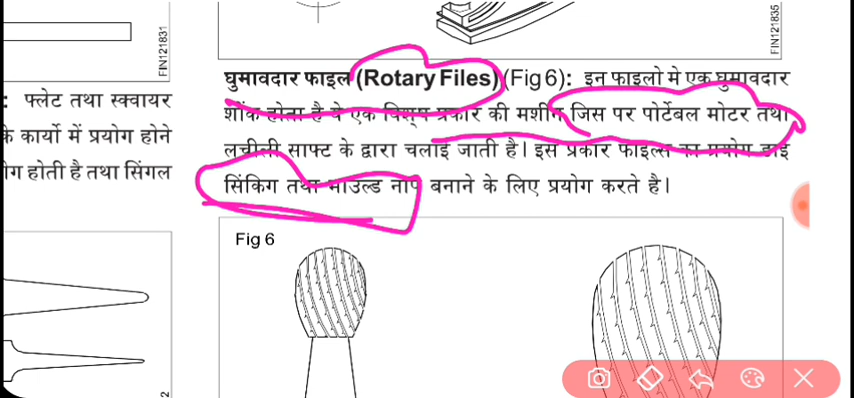 FIN121831
FIN121835
: फ्लेट तथा स्क्वायर
के कार्यो में प्रयोग होने
होती है तथा सिंगल
घुमावदार फाइल (Rotary Files) (Fig 6): इन फाइलो मे एक घुमावदार
शौंक होता है ये एक विशेष प्रकार की मशीन जिस पर पोर्टेबल मोटर तथा
लचीली साफ्ट के द्वारा चलाई जाती है। इस प्रकार फाइल्स का प्रयोग डाई
सिंकिग तथा माउल्ड नाप बनाने के लिए प्रयोग करते है।
Fig 6